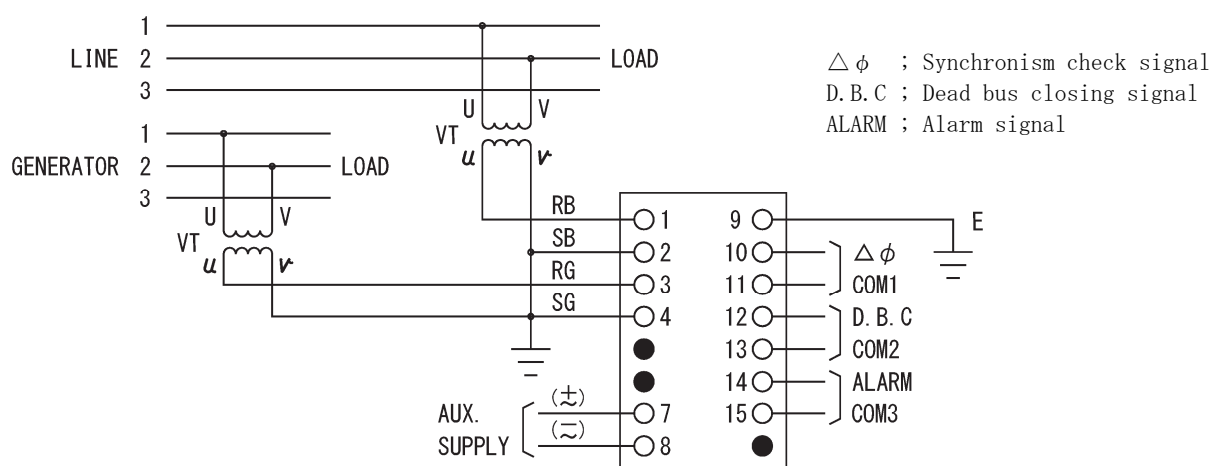 1
LINE 2 LOAD
3
△φ ; Synchronism check signal
D.B.C ; Dead bus closing signal
ALARM ; Alarm signal
U V
VT
u v
1
GENERATOR 2 LOAD
3
U V
VT
u v
RB 1 9 E
SB 2 10 △φ
RG 3 11 COM1
SG 4 12 D.B.C
13 COM2
14 ALARM
AUX. (±∼) 7 15 COM3
SUPPLY (−∼) 8